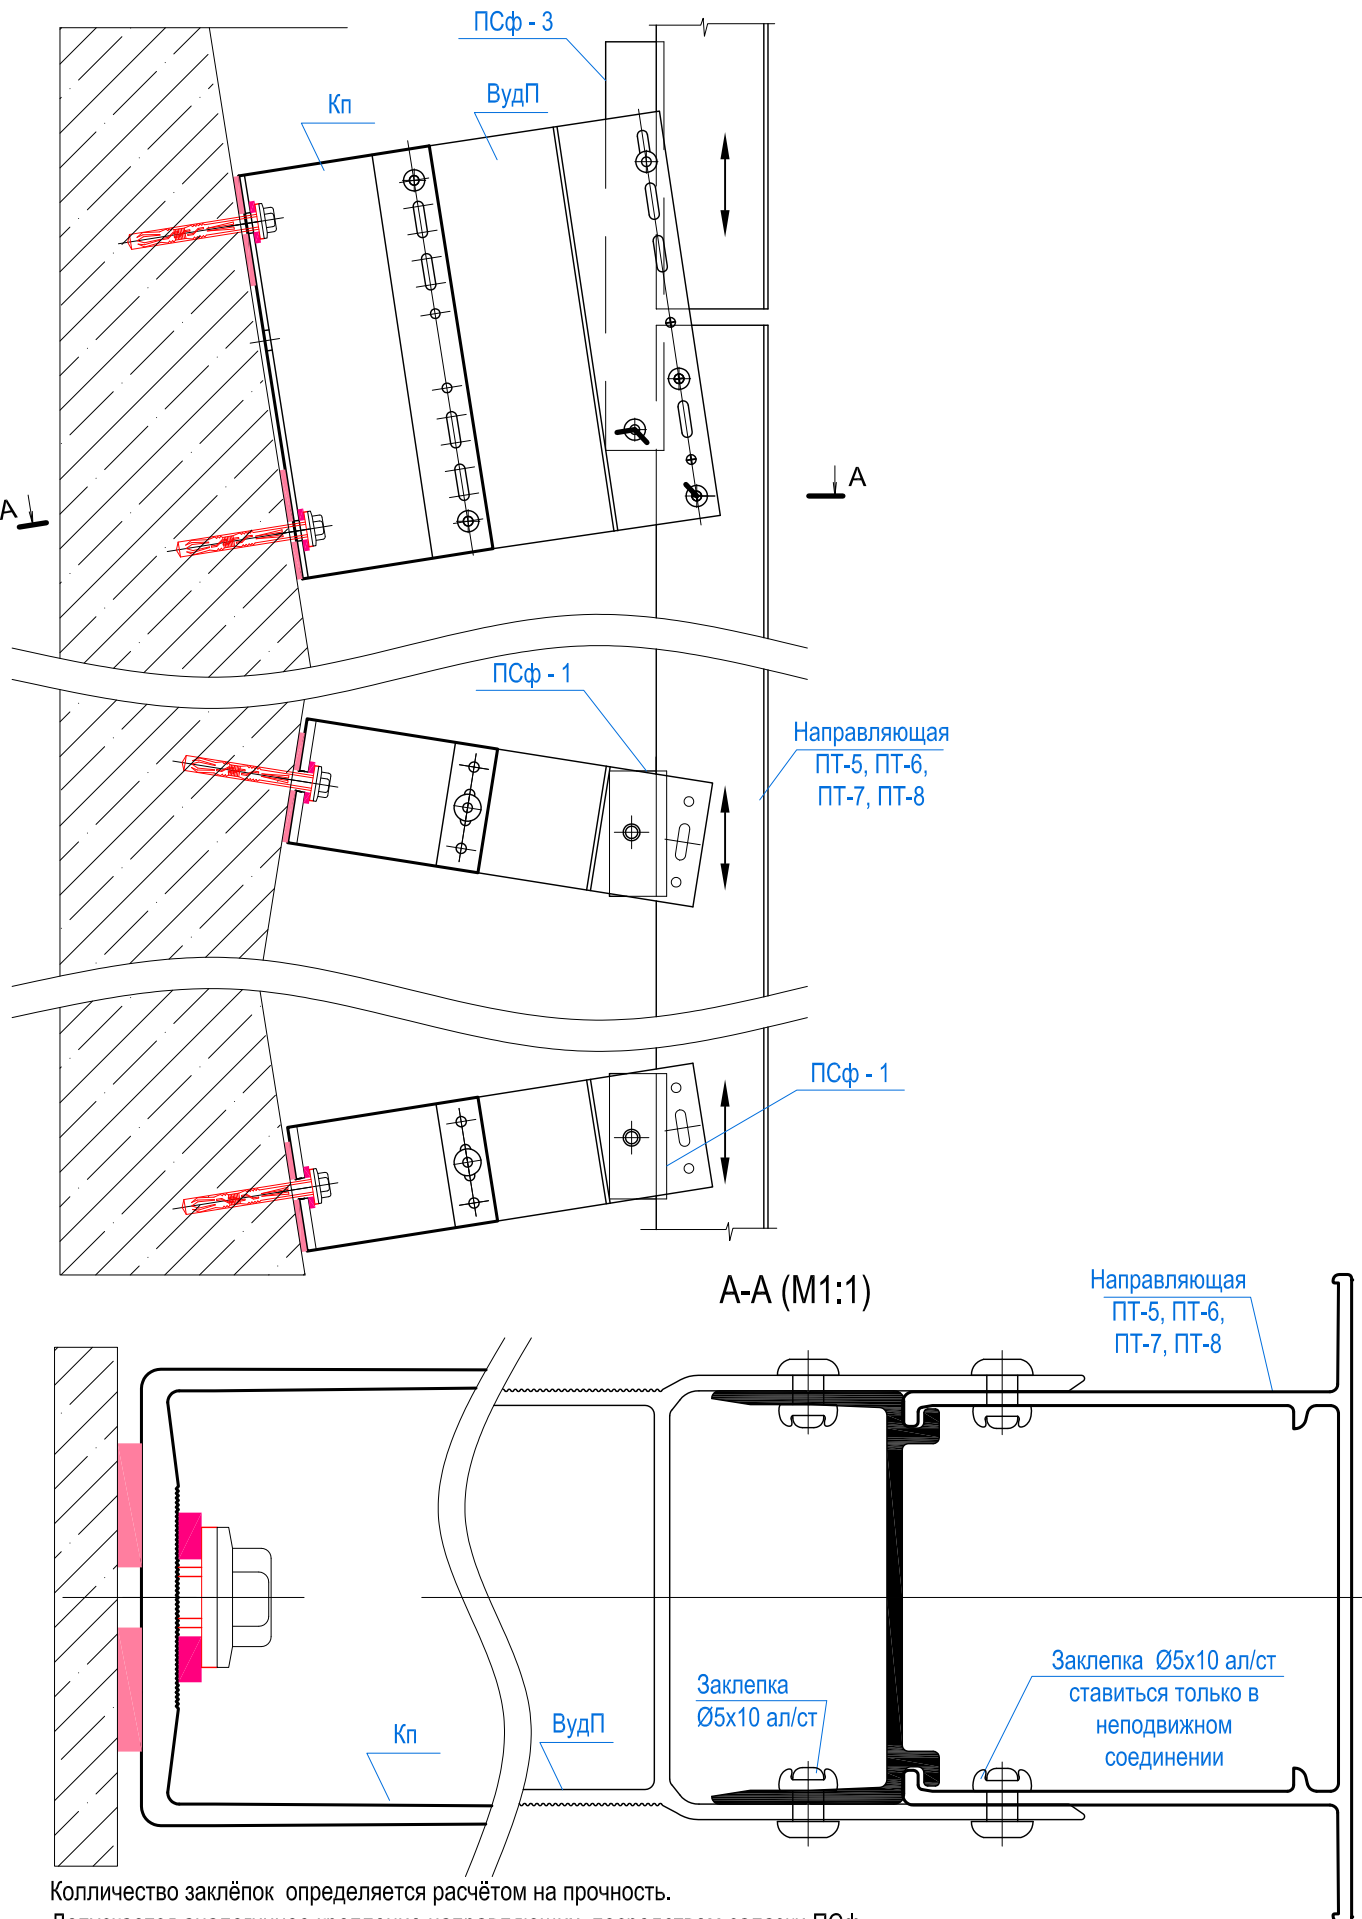 ПСф - 3
Кп
ВудП
А
А
ПСф - 1
Направляющая
ПТ-5, ПТ-6,
ПТ-7, ПТ-8
ПСф - 1
А-А (М1:1)
Направляющая
ПТ-5, ПТ-6,
ПТ-7, ПТ-8
Заклепка
Ø5х10 ал/ст
Заклепка Ø5х10 ал/ст
ставиться только в
неподвижном
соединении
Кп
ВудП
Колличество заклёпок определяется расчётом на прочность.